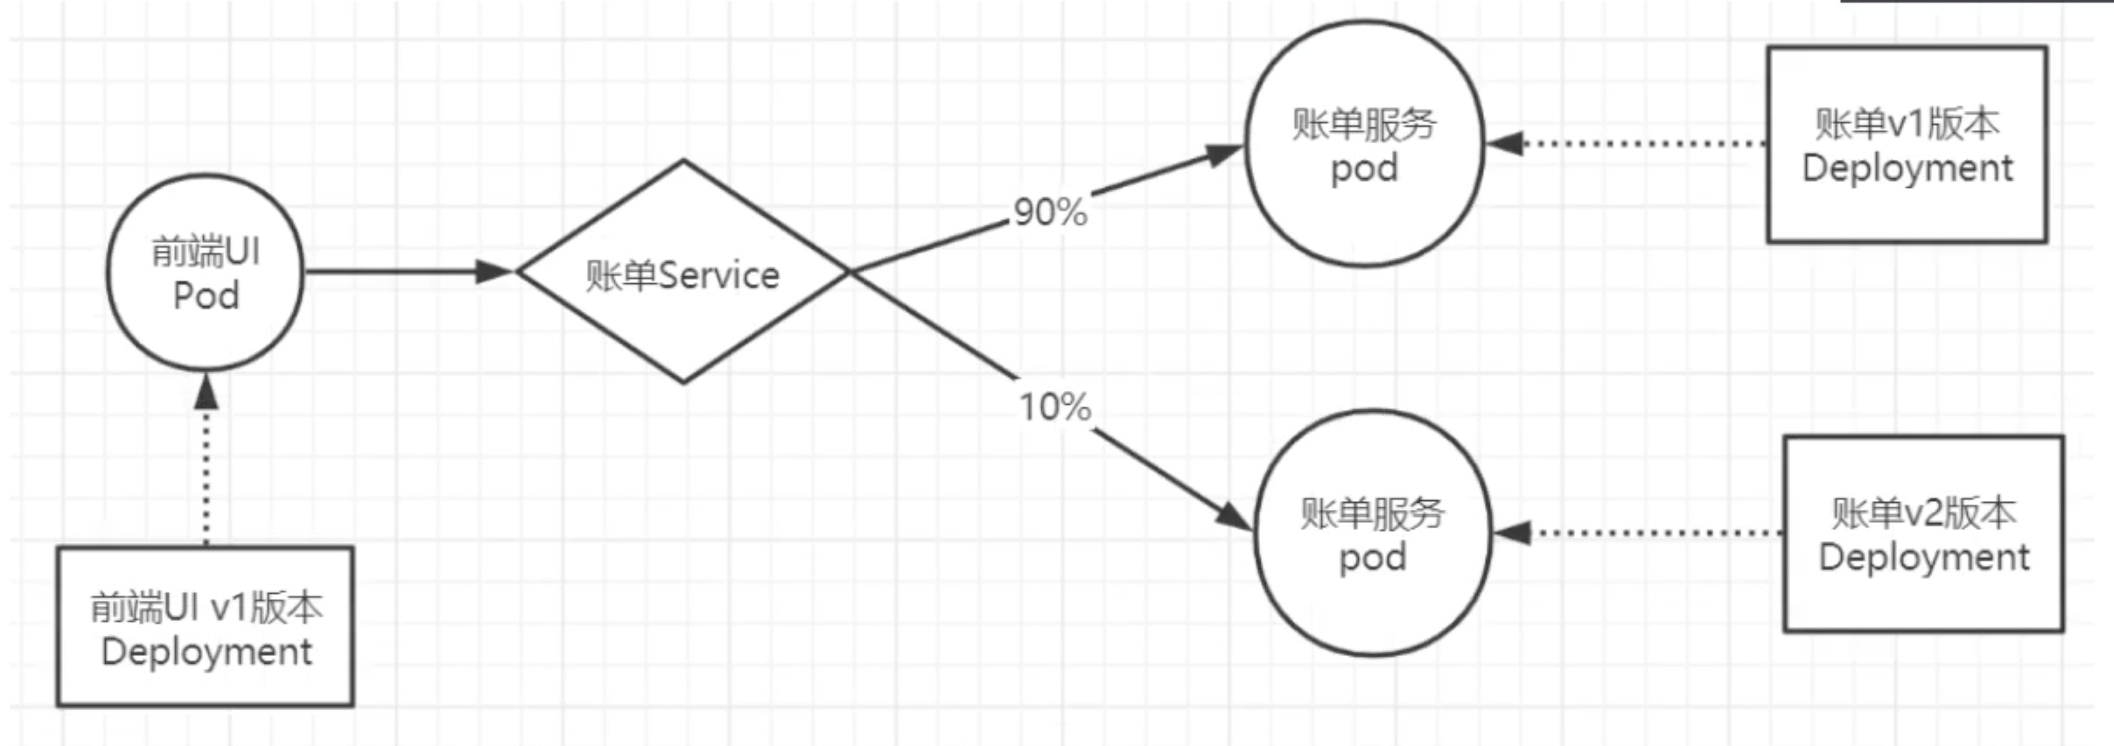 前端UI
Pod
前端UI v1版本
Deployment
账单Service
90%
10%
账单服务
pod
账单v1版本
Deployment
账单服务
pod
账单v2版本
Deployment